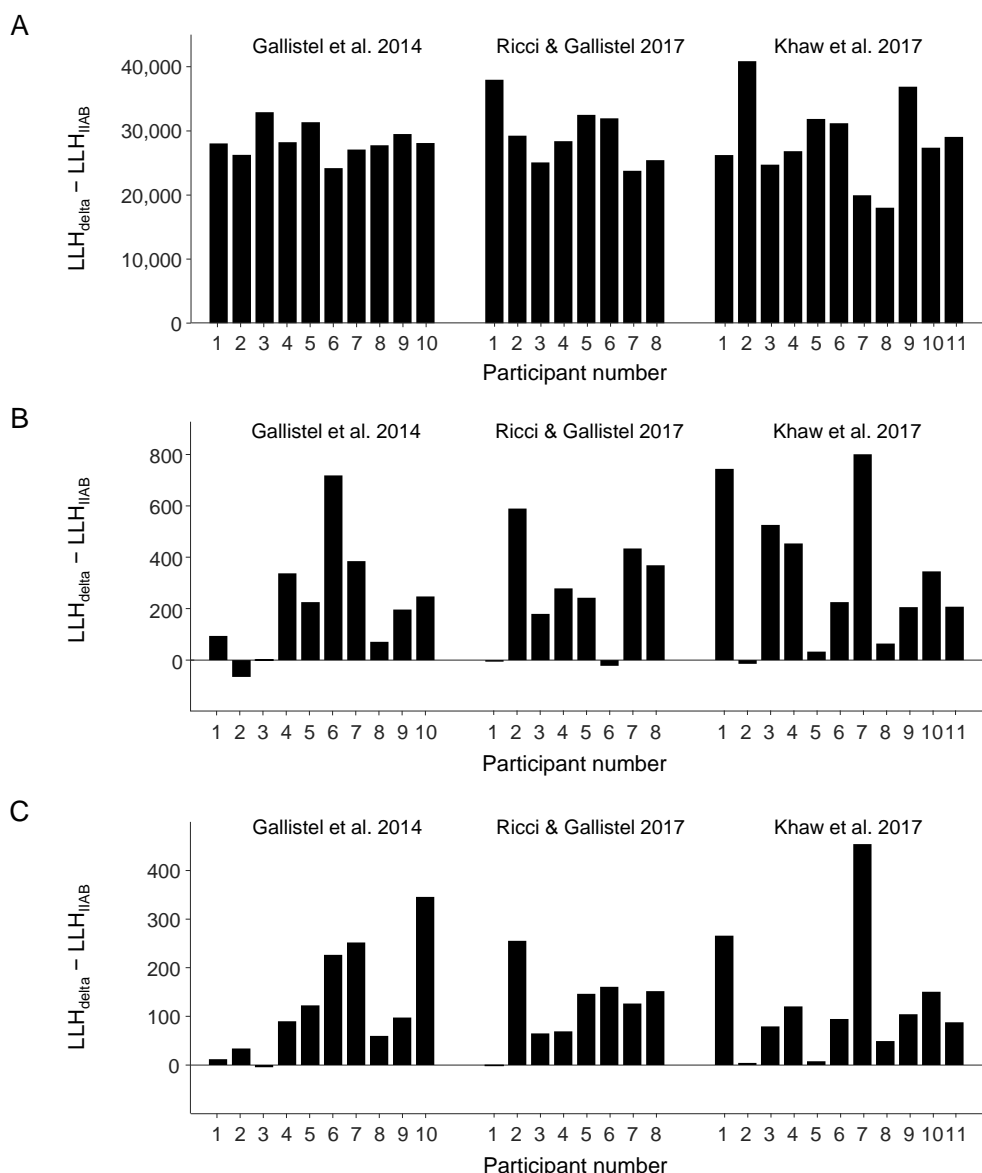 A
Gallistel et al. 2014 Ricci & Gallistel 2017 Khaw et al. 2017
LLHdelta − LLHIIAB
40,000
30,000
20,000
10,000
0
1 2 3 4 5 6 7 8 9 10 1 2 3 4 5 6 7 8 1 2 3 4 5 6 7 8 9 10 11
Participant number
B
Gallistel et al. 2014 Ricci & Gallistel 2017 Khaw et al. 2017
LLHdelta − LLHIIAB
800
600
400
200
0
1 2 3 4 5 6 7 8 9 10 1 2 3 4 5 6 7 8 1 2 3 4 5 6 7 8 9 10 11
Participant number
C
Gallistel et al. 2014 Ricci & Gallistel 2017 Khaw et al. 2017
LLHdelta − LLHIIAB
400
300
200
100
0
1 2 3 4 5 6 7 8 9 10 1 2 3 4 5 6 7 8 1 2 3 4 5 6 7 8 9 10 11
Participant number